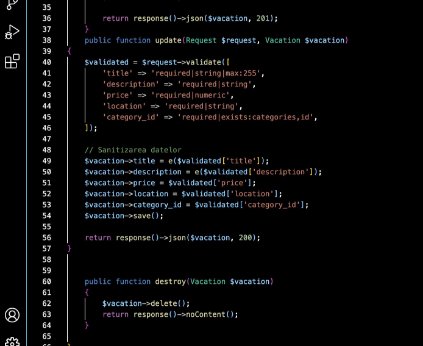 35
36 return response()->json($vacation, 201);
37 }
38 public function update(Request $request, Vacation $vacation)
39 {
40 $validated = $request->validate([
41 'title' => 'required|string|max:255',
42 'description' => 'required|string',
43 'price' => 'required|numeric',
44 'location' => 'required|string',
45 'category_id' => 'required|exists:categories,id',
46 ]);
47
48 // Sanitizarea datelor
49 $vacation->title = e($validated['title']);
50 $vacation->description = e($validated['description']);
51 $vacation->price = $validated['price'];
52 $vacation->location = $validated['location'];
53 $vacation->category_id = $validated['category_id'];
54 $vacation->save();
55
56 return response()->json($vacation, 200);
57 }
58
59
60 public function destroy(Vacation $vacation)
61 {
62 $vacation->delete();
63 return response()->noContent();
64 }
65